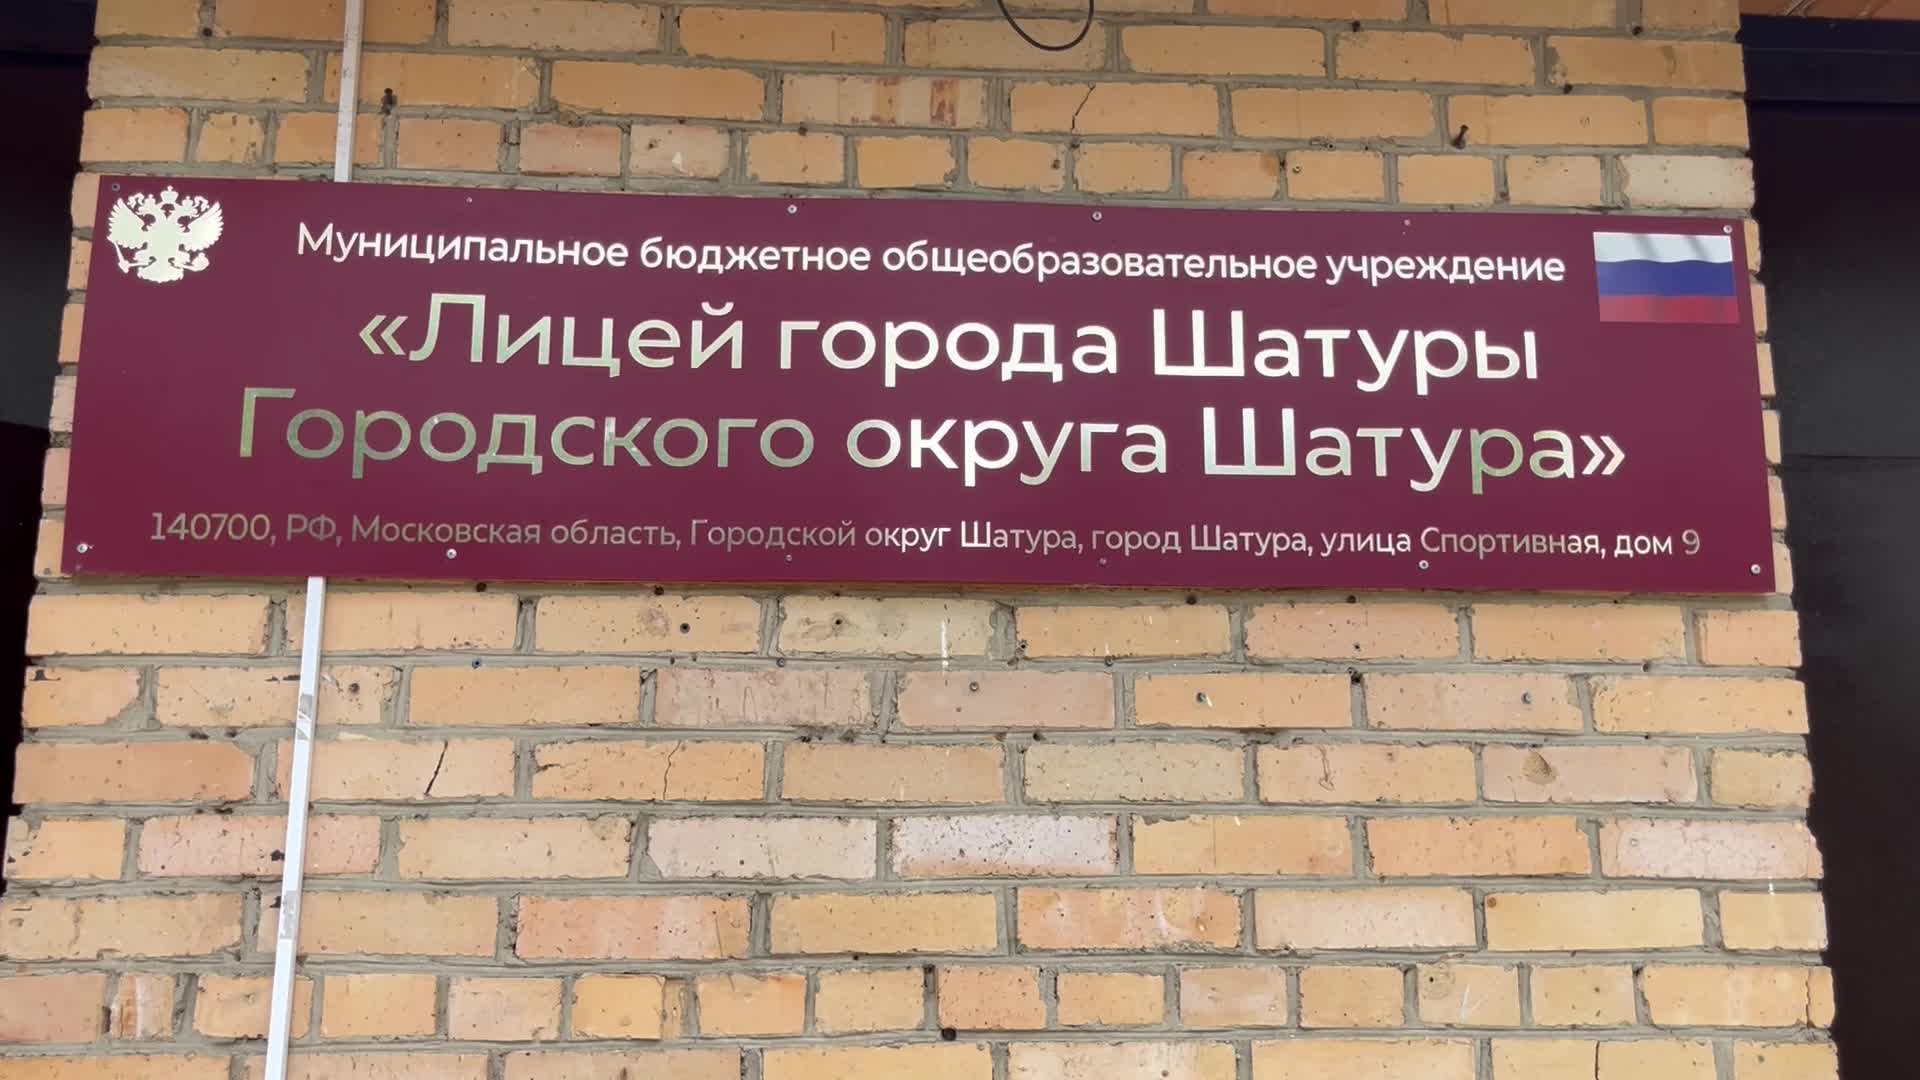 Муниципальное бюджетное общеобразовательное учреждение
«Лицей города Шатуры
Городского округа Шатура»
140700, РФ, Московская область, Городской округ Шатура, город Шатура, улица Спортивная, дом 9